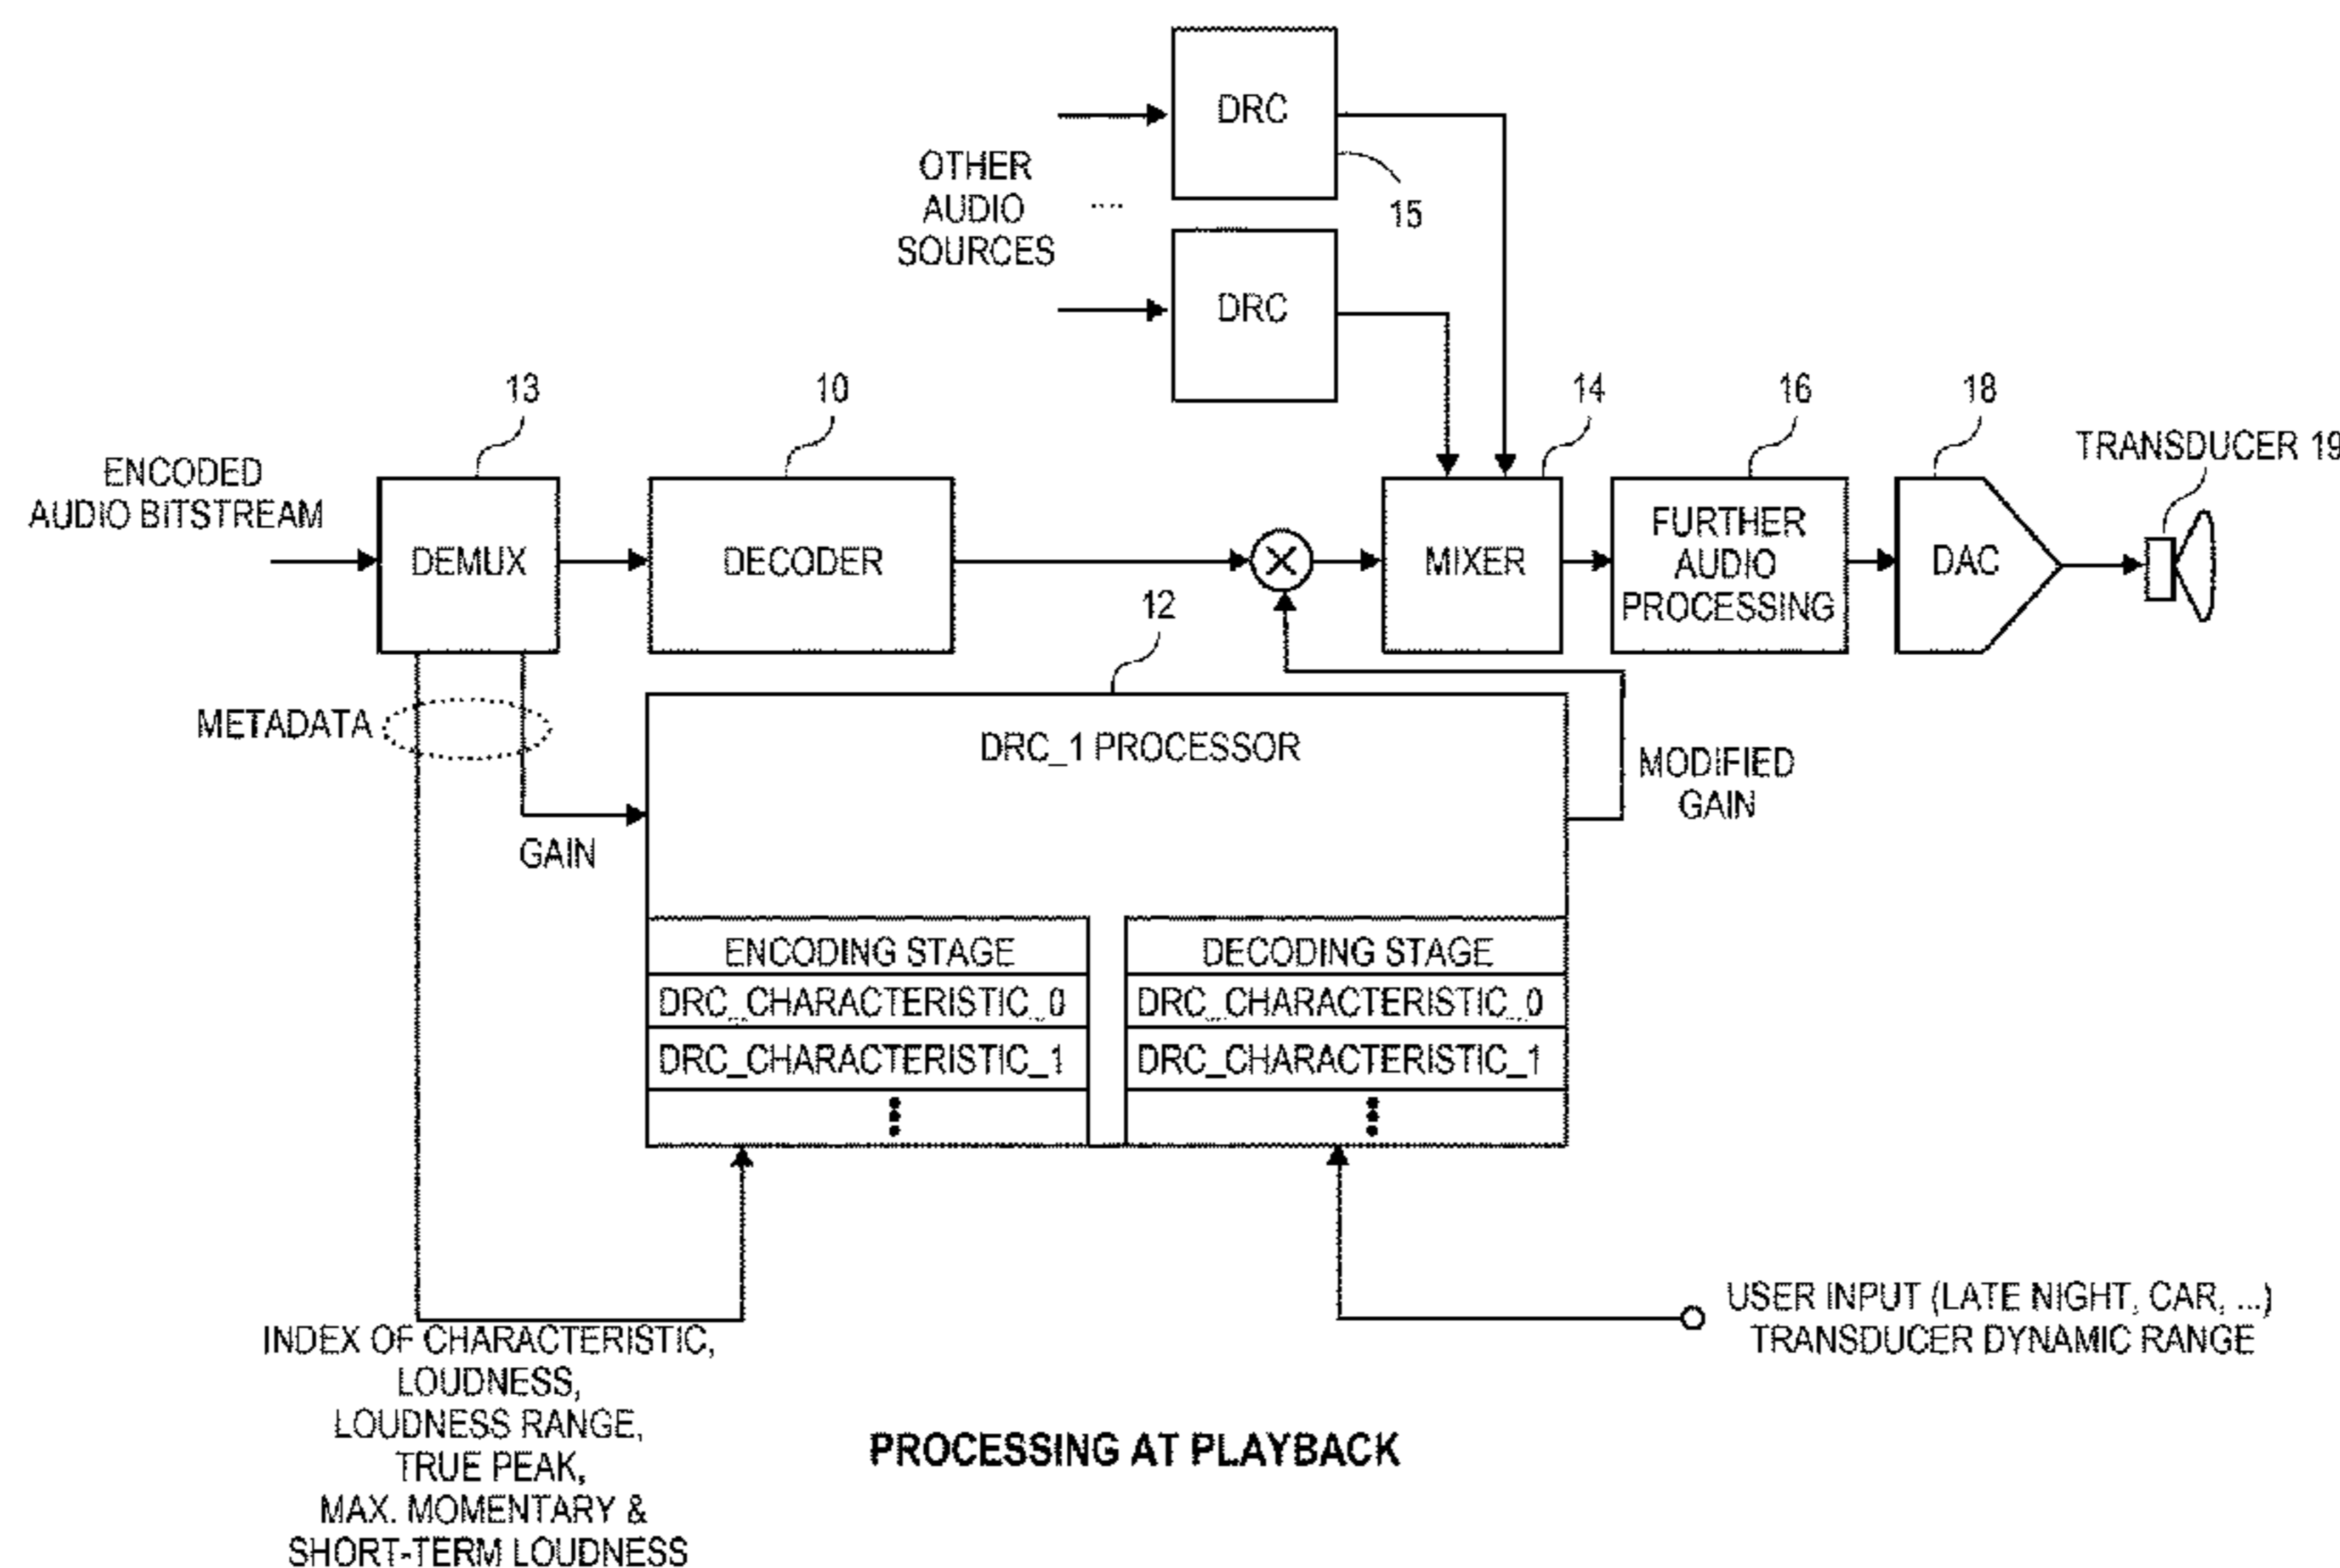 DRC
OTHER
AUDIO
SOURCES
....
15
DRC
13
10
14
16
18
TRANSDUCER 19
ENCODED
AUDIO BITSTREAM
DEMUX
DECODER
MIXER
FURTHER
AUDIO
PROCESSING
DAC
12
METADATA
DRC_1 PROCESSOR
MODIFIED
GAIN
GAIN
ENCODING STAGE
DECODING STAGE
DRC_CHARACTERISTIC_0
DRC_CHARACTERISTIC_0
DRC_CHARACTERISTIC_1
DRC_CHARACTERISTIC_1
USER INPUT (LATE NIGHT, CAR, ...)
TRANSDUCER DYNAMIC RANGE
INDEX OF CHARACTERISTIC,
LOUDNESS,
LOUDNESS RANGE,
TRUE PEAK,
MAX. MOMENTARY &
SHORT-TERM LOUDNESS
PROCESSING AT PLAYBACK